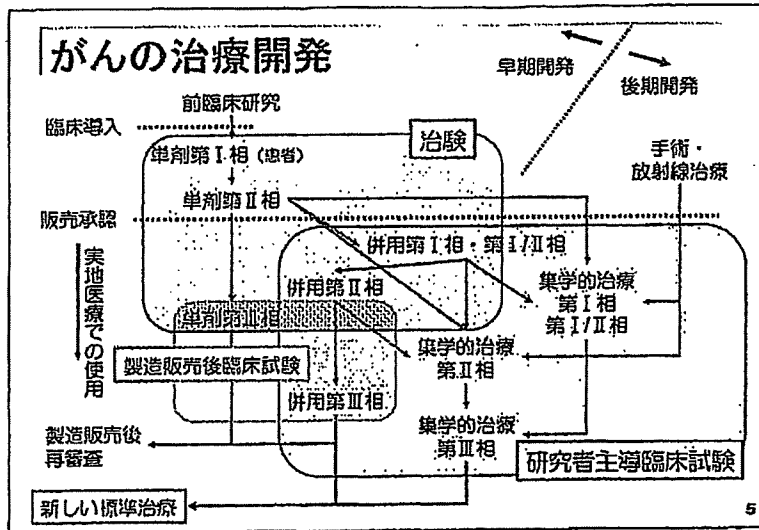 がんの治療開発
早期開発
後期開発
前臨床研究
臨床導入
治験
単剤第Ⅰ相 (患者)
手術・
放射線治療
単剤第Ⅱ相
販売承認
併用第Ⅰ相・第Ⅰ/Ⅱ相
実地医療での使用
併用第Ⅱ相
集学的治療
第Ⅰ相
第Ⅰ/Ⅱ相
単剤第Ⅲ相
集学的治療
第Ⅱ相
製造販売後臨床試験
併用第Ⅲ相
集学的治療
第Ⅲ相
製造販売後
再審査
研究者主導臨床試験
新しい標準治療
5